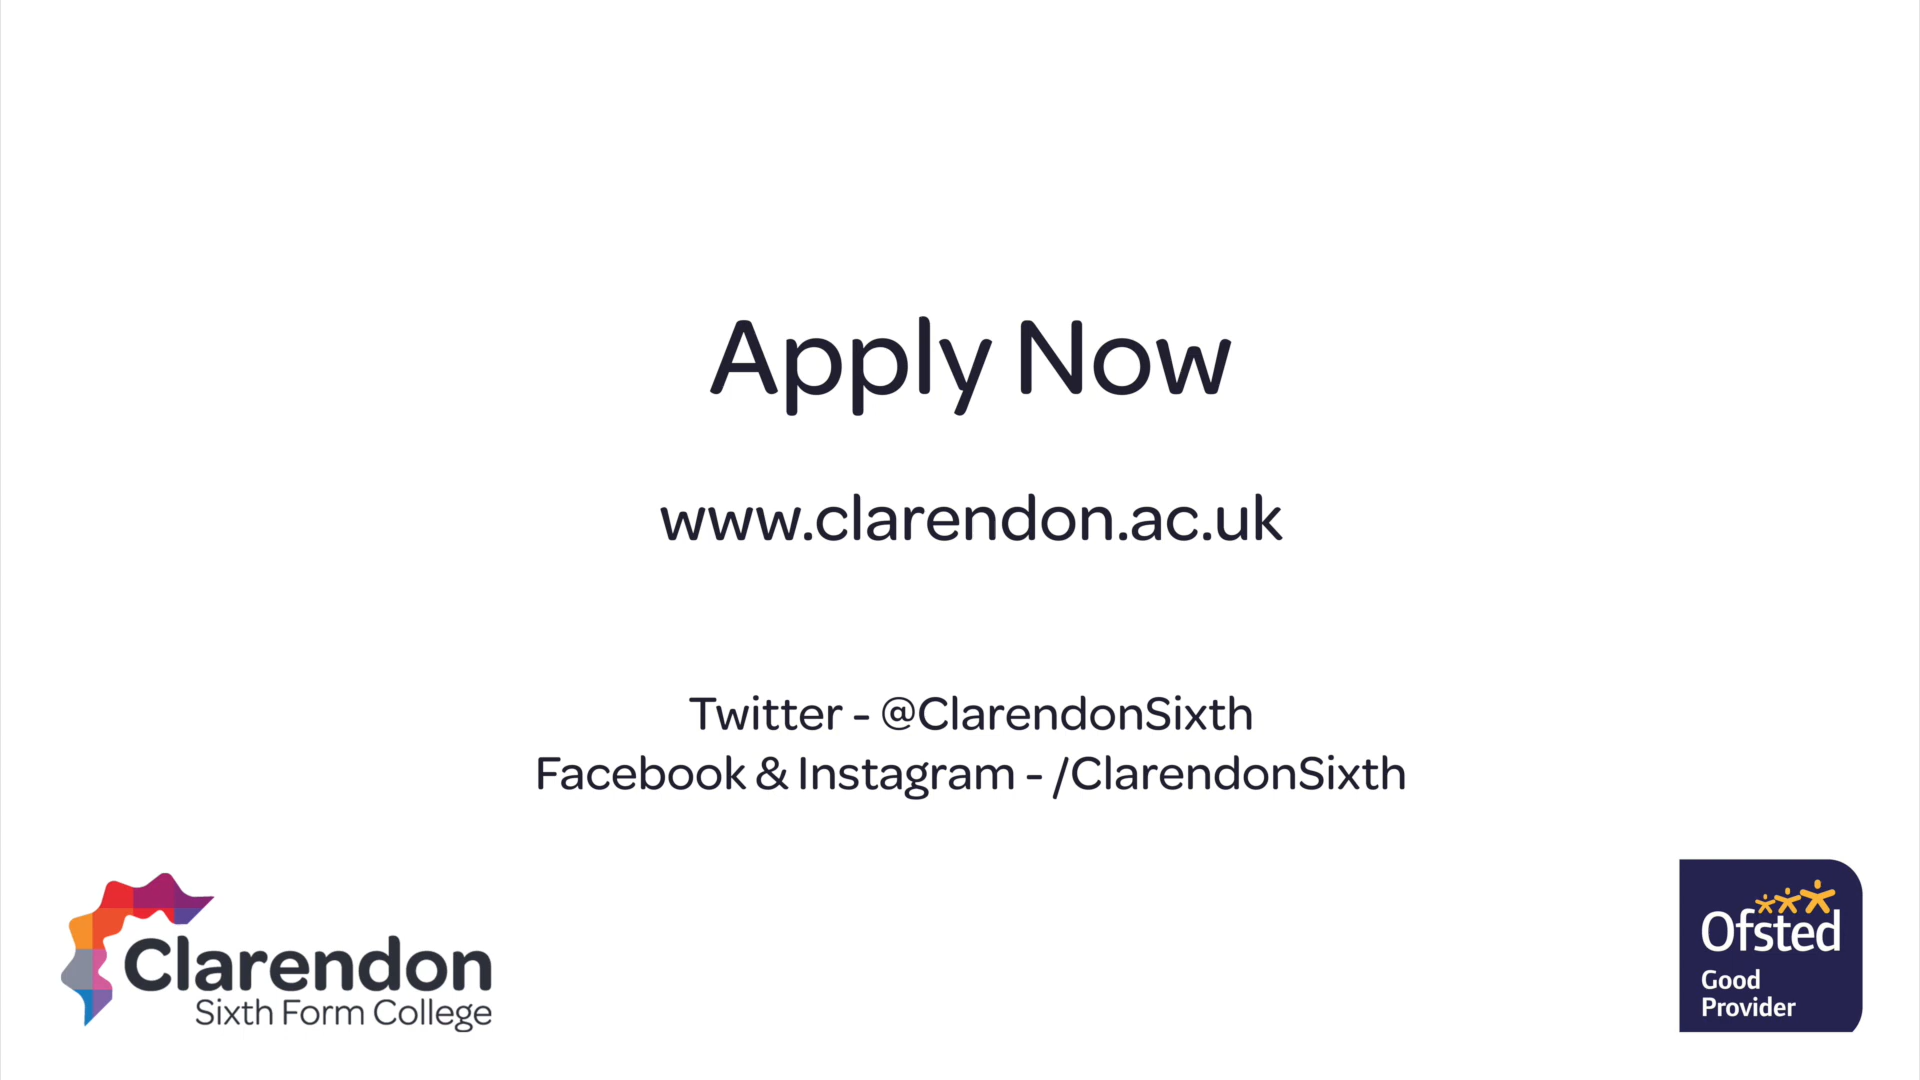 Apply Now
www.clarendon.ac.uk
Twitter - @ClarendonSixth
Facebook & Instagram - /ClarendonSixth
Clarendon
Sixth Form College
Ofsted
Good
Provider